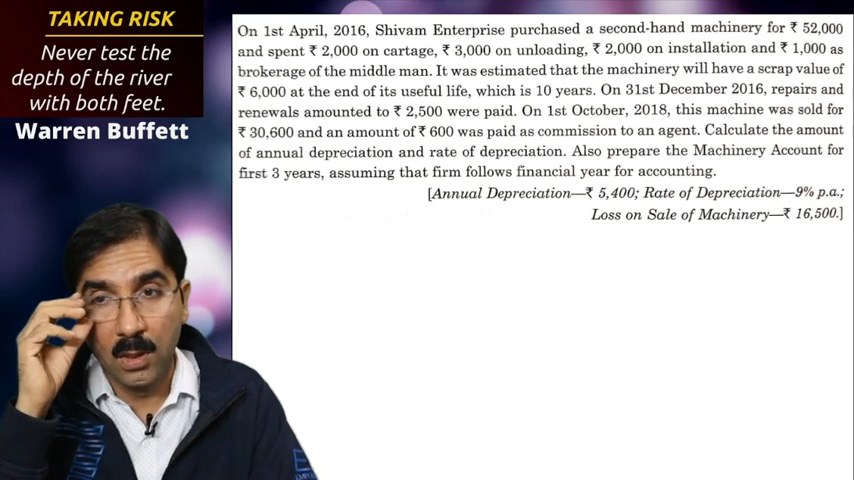 TAKING RISK
Never test the
depth of the river
with both feet.
Warren Buffett
On 1st April, 2016, Shivam Enterprise purchased a second-hand machinery for ₹ 52,000
and spent ₹ 2,000 on cartage, ₹ 3,000 on unloading, ₹ 2,000 on installation and ₹ 1,000 as
brokerage of the middle man. It was estimated that the machinery will have a scrap value of
₹ 6,000 at the end of its useful life, which is 10 years. On 31st December 2016, repairs and
renewals amounted to ₹ 2,500 were paid. On 1st October, 2018, this machine was sold for
₹ 30,600 and an amount of ₹ 600 was paid as commission to an agent. Calculate the amount
of annual depreciation and rate of depreciation. Also prepare the Machinery Account for
first 3 years, assuming that firm follows financial year for accounting.
[Annual Depreciation—₹ 5,400; Rate of Depreciation—9% p.a.;
Loss on Sale of Machinery—₹ 16,500.]